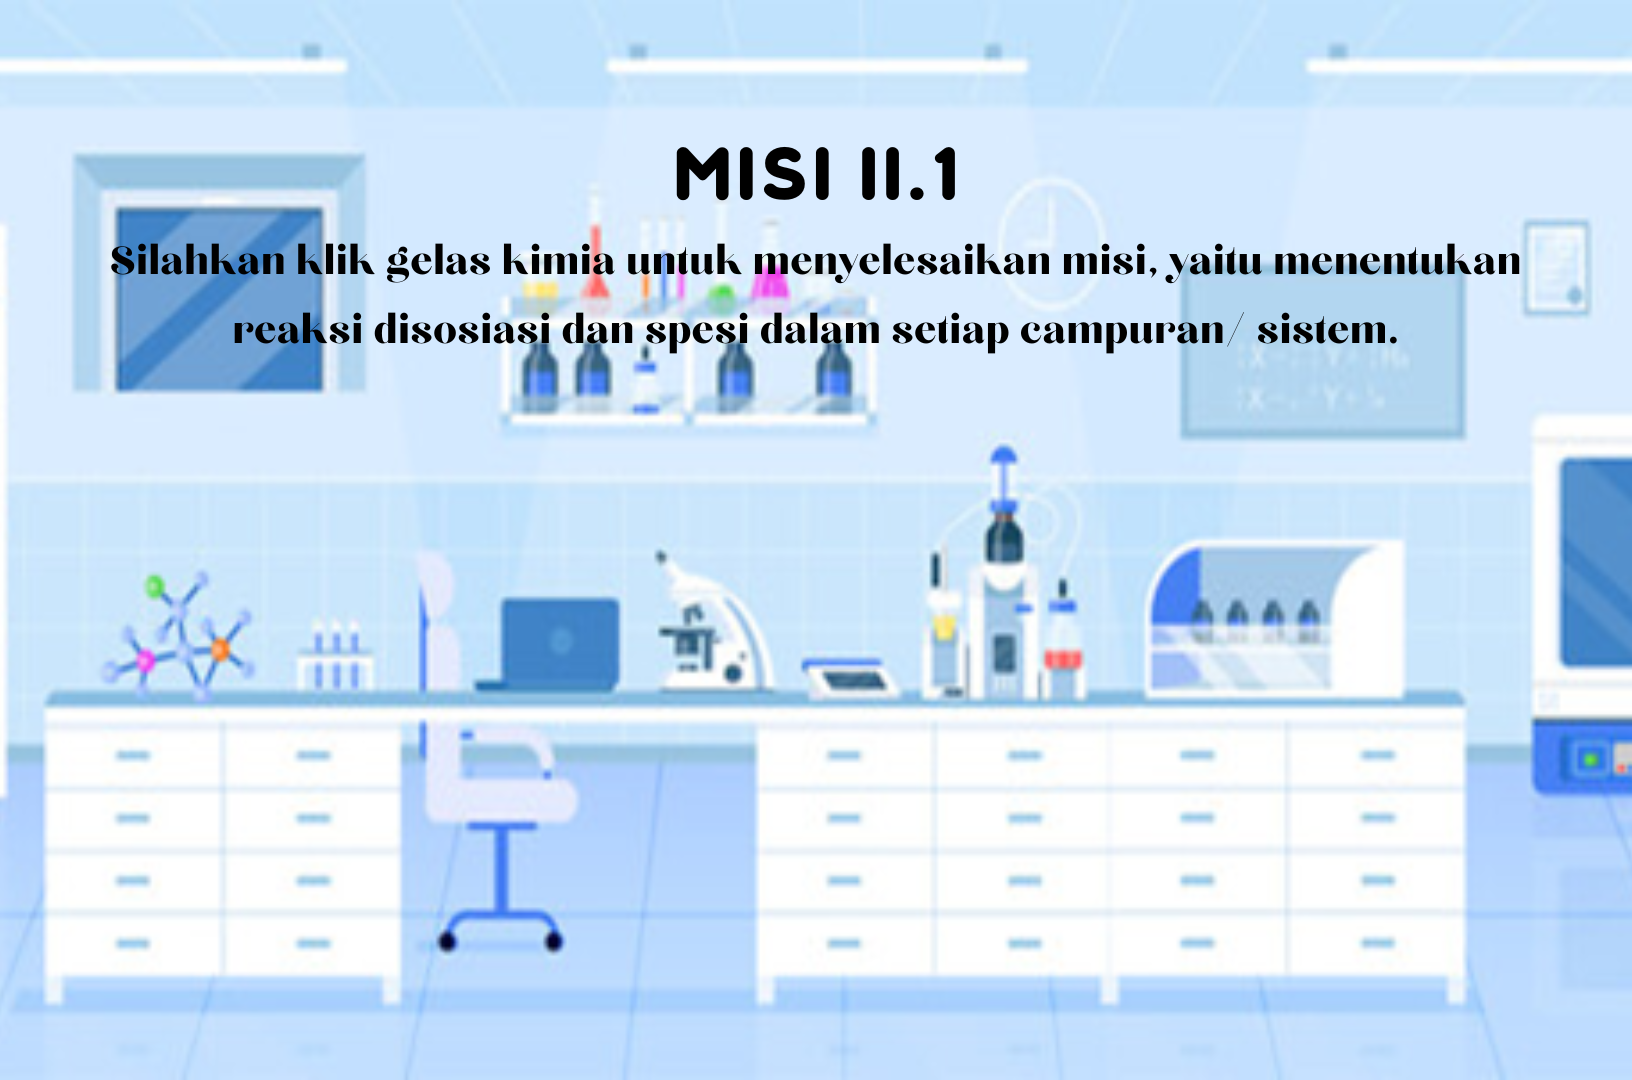 MISI II.1
Silahkan klik gelas kimia untuk menyelesaikan misi, yaitu menentukan
reaksi disosiasi dan spesi dalam setiap campuran/ sistem.